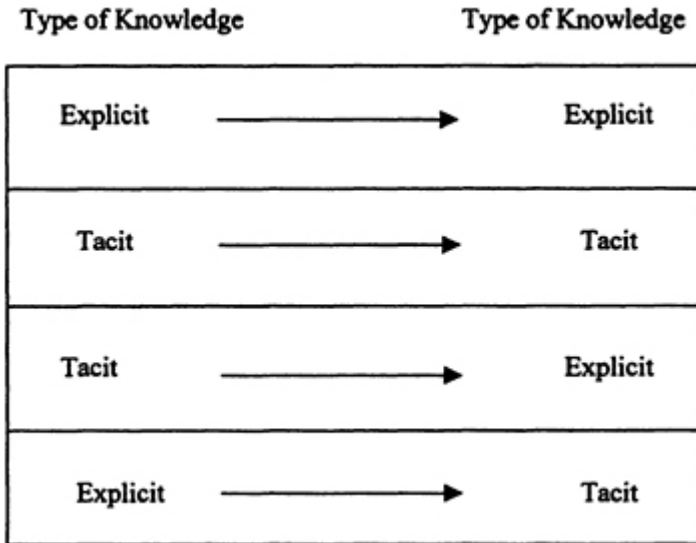 Type of Knowledge Type of Knowledge
Explicit Explicit
Tacit Tacit
Tacit Explicit
Explicit Tacit